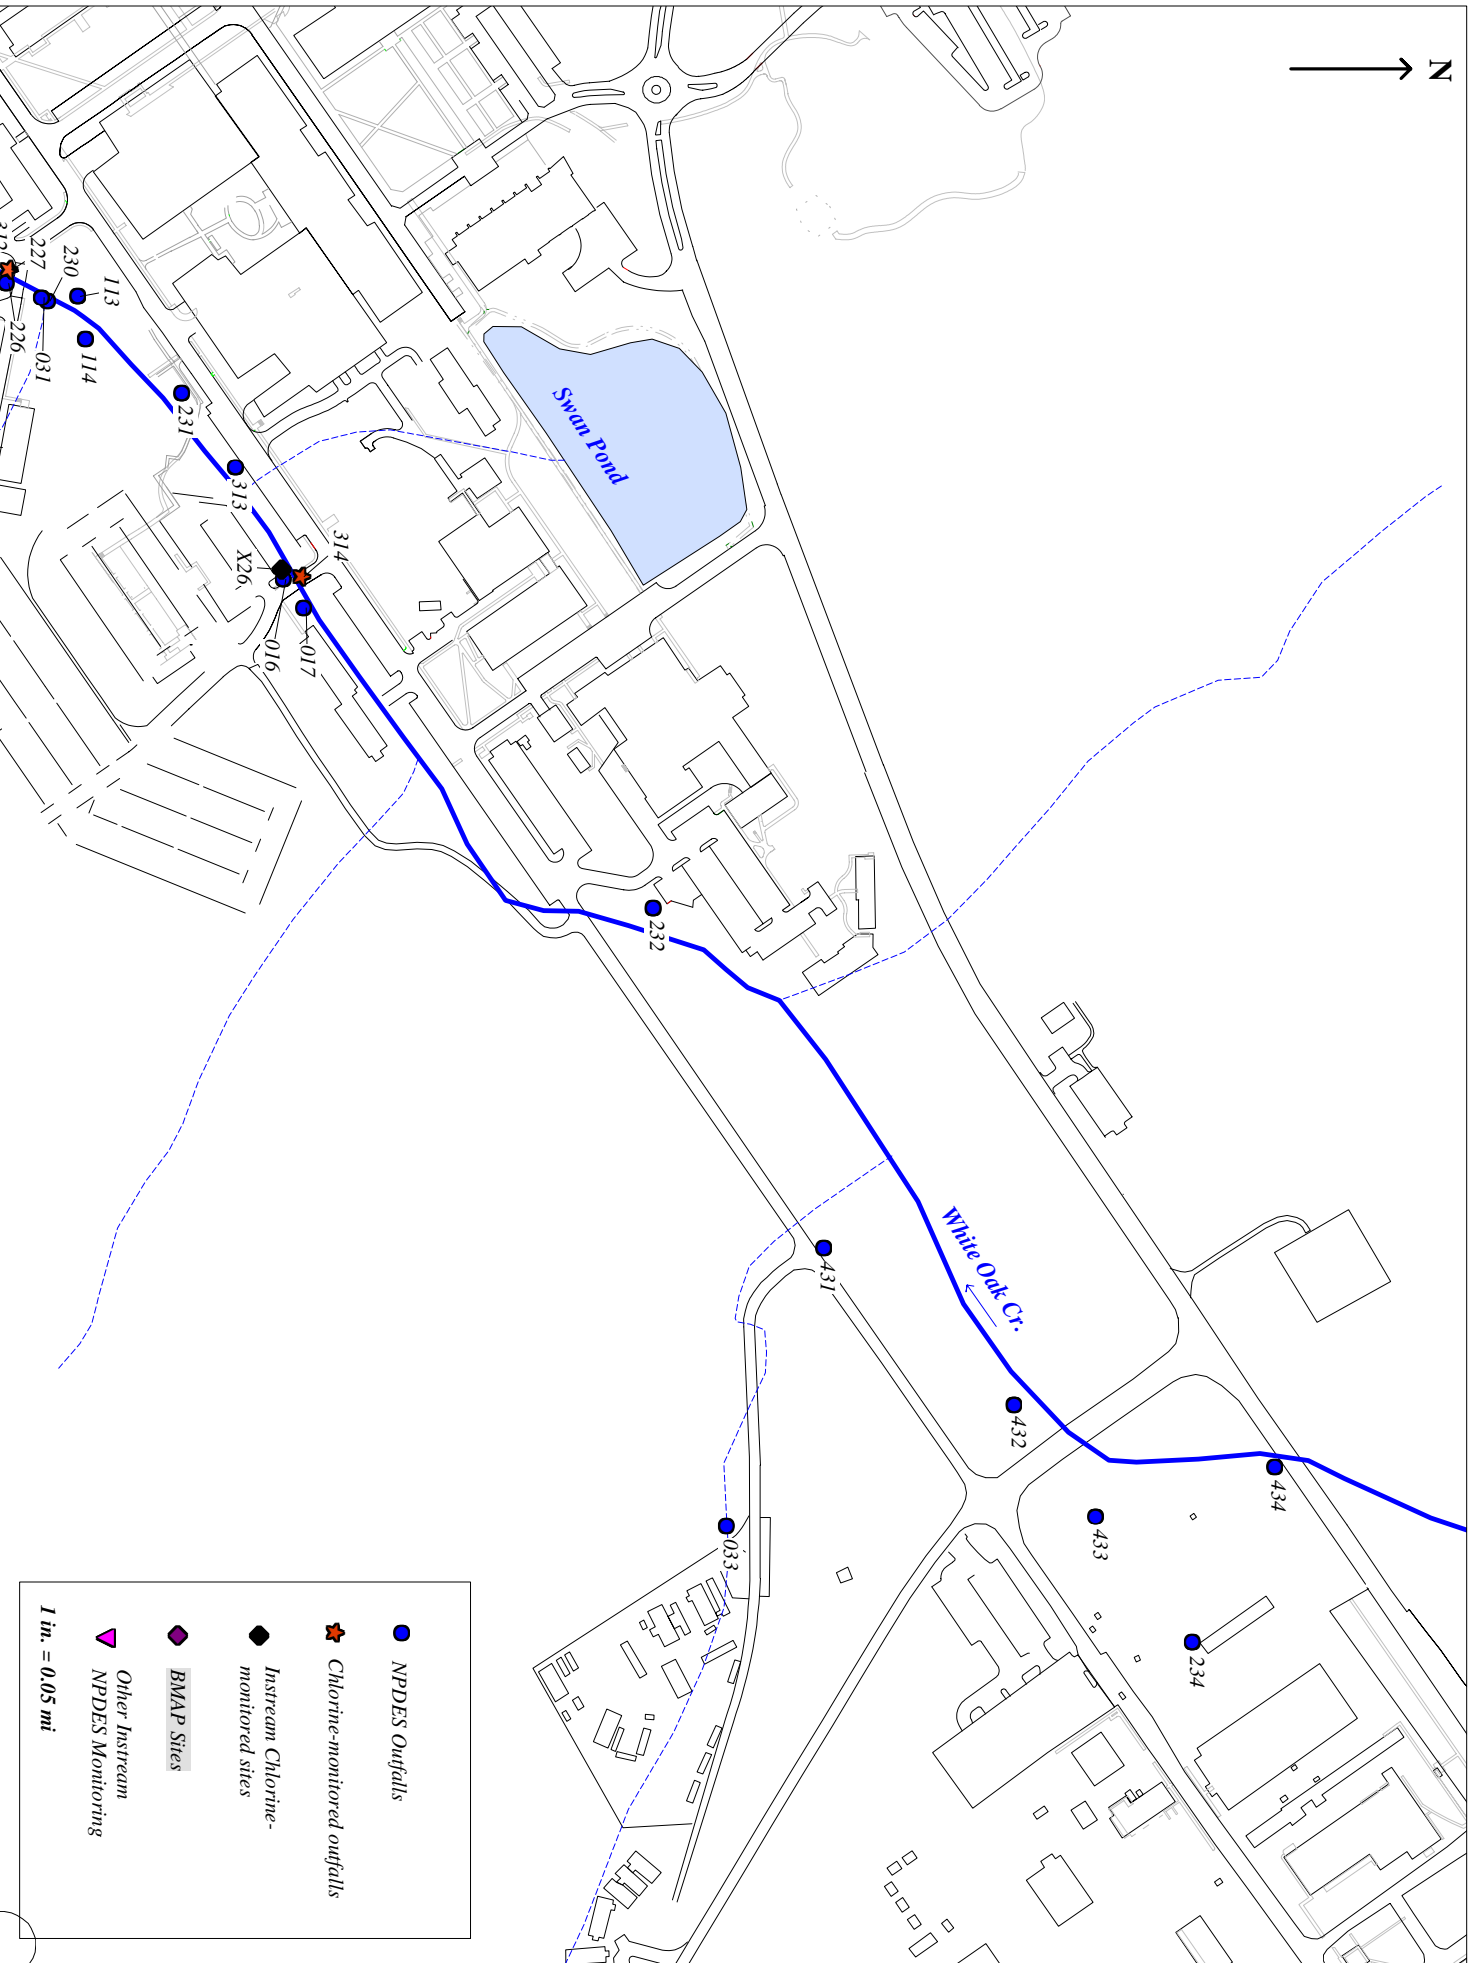 N
Swan Pond
White Oak Cr.
227
230
113
226
031
114
231
313
314
X26
016
017
232
431
432
434
433
033
234
NPDES Outfalls
Chlorine-monitored outfalls
Instream Chlorine-
monitored sites
BMAP Sites
Other Instream
NPDES Monitoring
1 in. = 0.05 mi